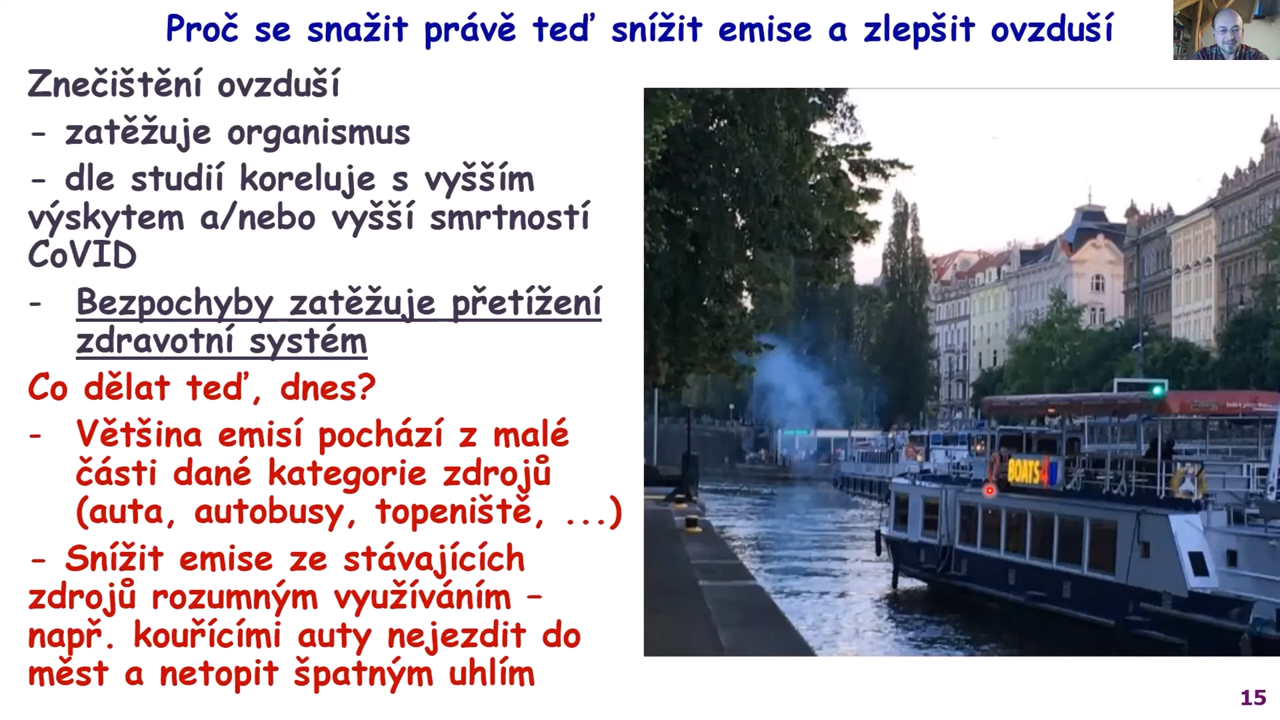 Proč se snažit právě teď snížit emise a zlepšit ovzduší
Znečištění ovzduší
- zatěžuje organismus
- dle studií koreluje s vyšším
výskytem a/nebo vyšší smrtností
CoVID
- Bezpochyby zatěžuje přetížení
zdravotní systém
Co dělat teď, dnes?
- Většina emisí pochází z malé
části dané kategorie zdrojů
(auta, autobusy, topeniště, ...)
- Snížit emise ze stávajících
zdrojů rozumným využíváním –
např. kouřícími auty nejezdit do
měst a netopit špatným uhlím
BOATS4U
15